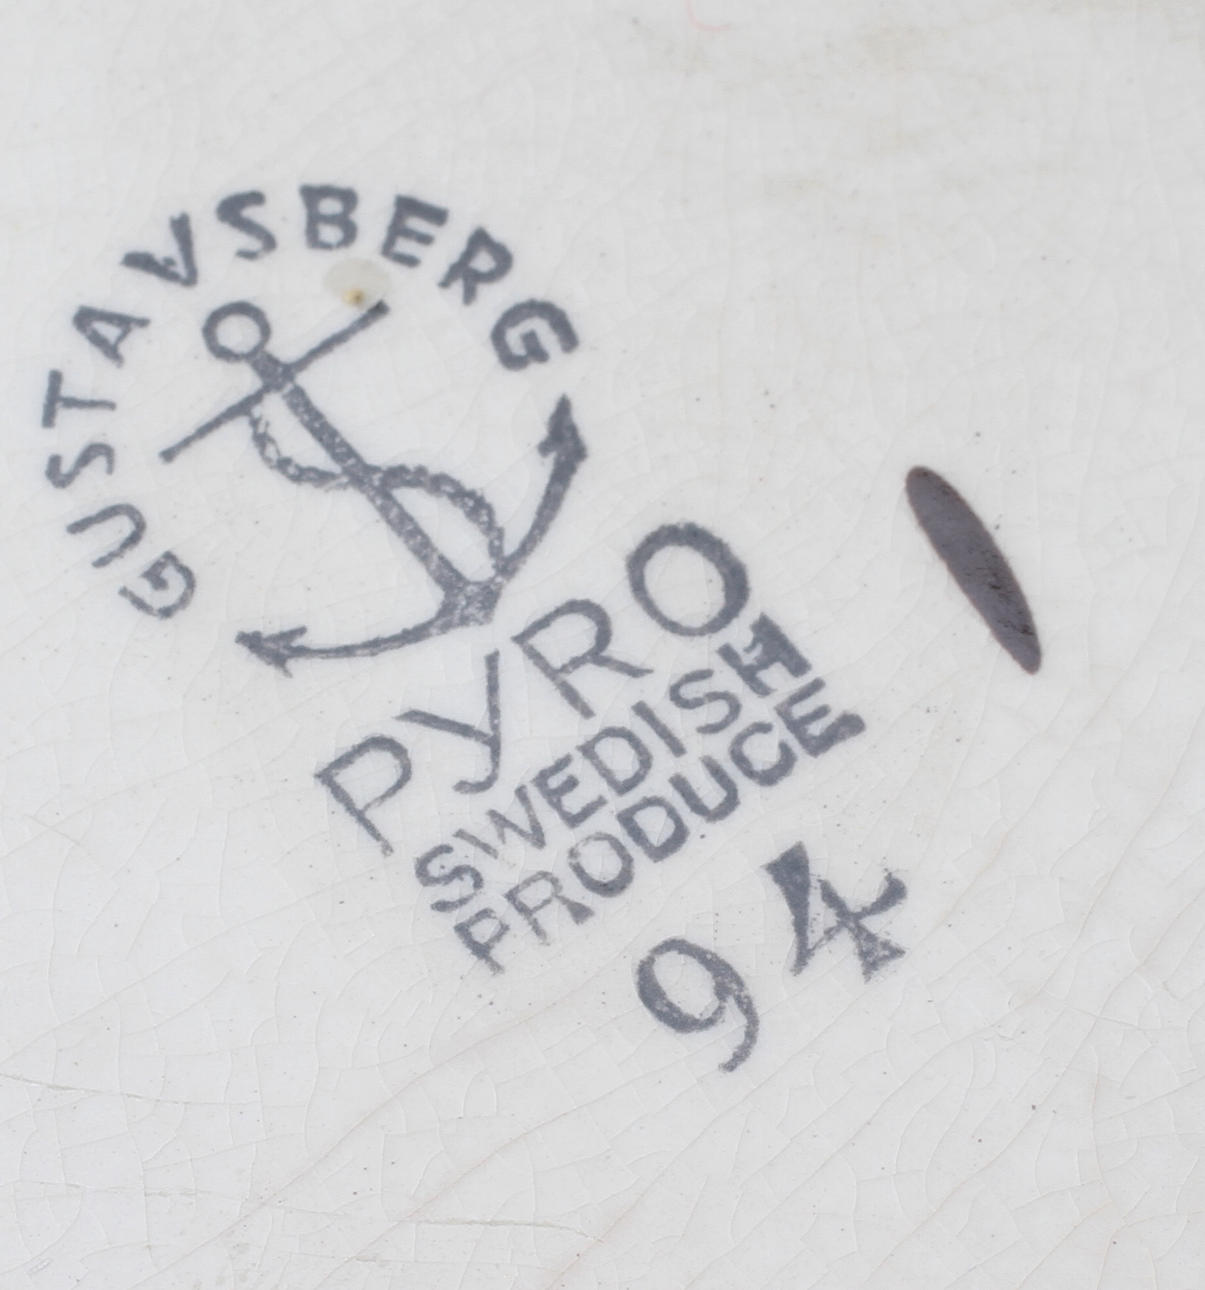 GUSTAVSBERG
PYRO
SWEDISH
PRODUCE
94